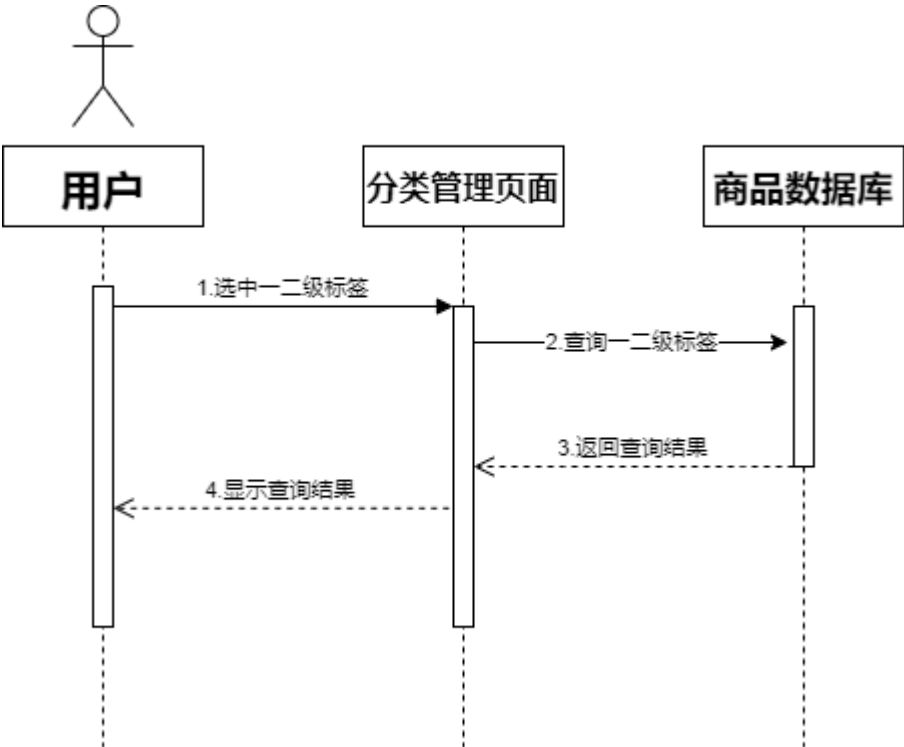 用户
分类管理页面
商品数据库
1.选中一二级标签
2.查询一二级标签
3.返回查询结果
4.显示查询结果